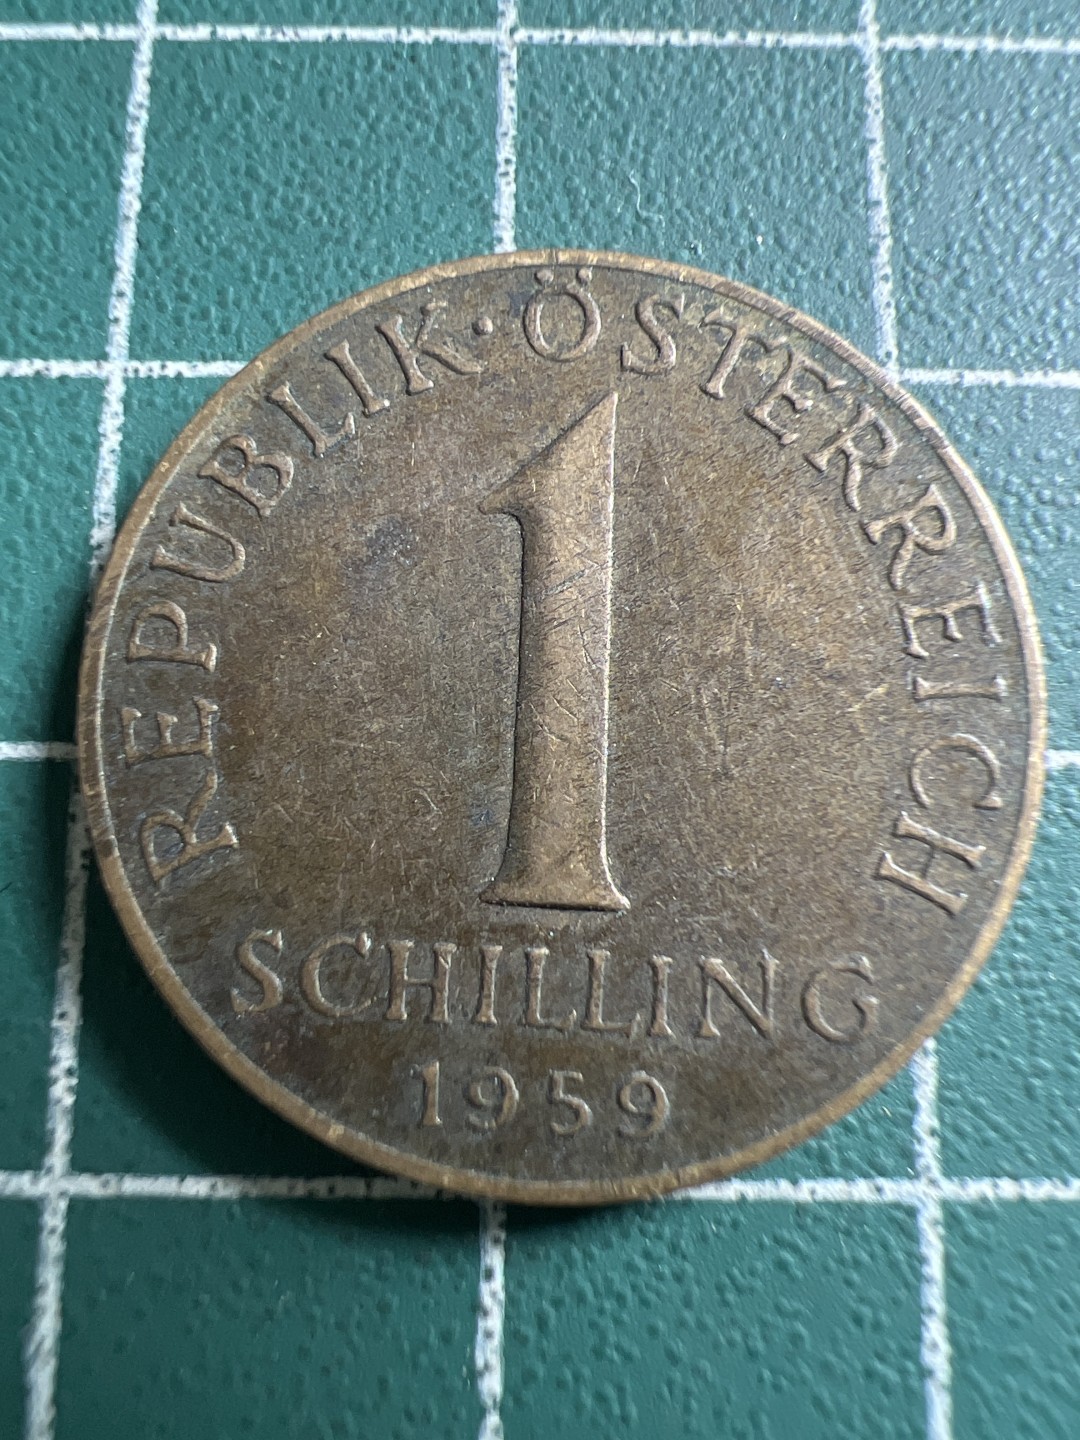 REPUBLIK · ÖSTERREICH
1
SCHILLING
1959